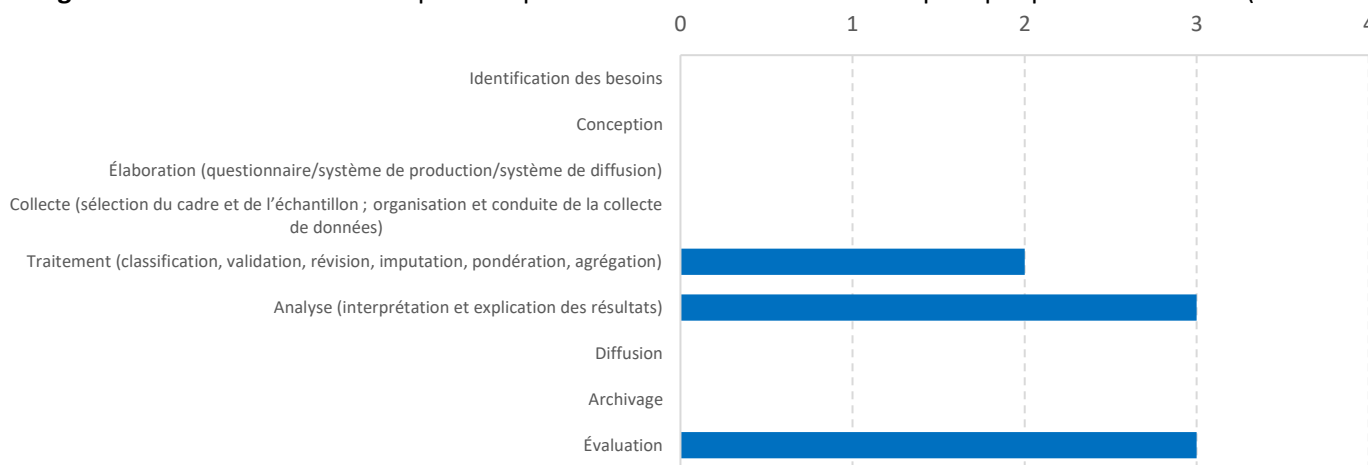 0 1 2 3
Identification des besoins
Conception
Élaboration (questionnaire/système de production/système de diffusion)
Collecte (sélection du cadre et de l’échantillon ; organisation et conduite de la collecte
de données)
Traitement (classification, validation, révision, imputation, pondération, agrégation)
Analyse (interprétation et explication des résultats)
Diffusion
Archivage
Évaluation